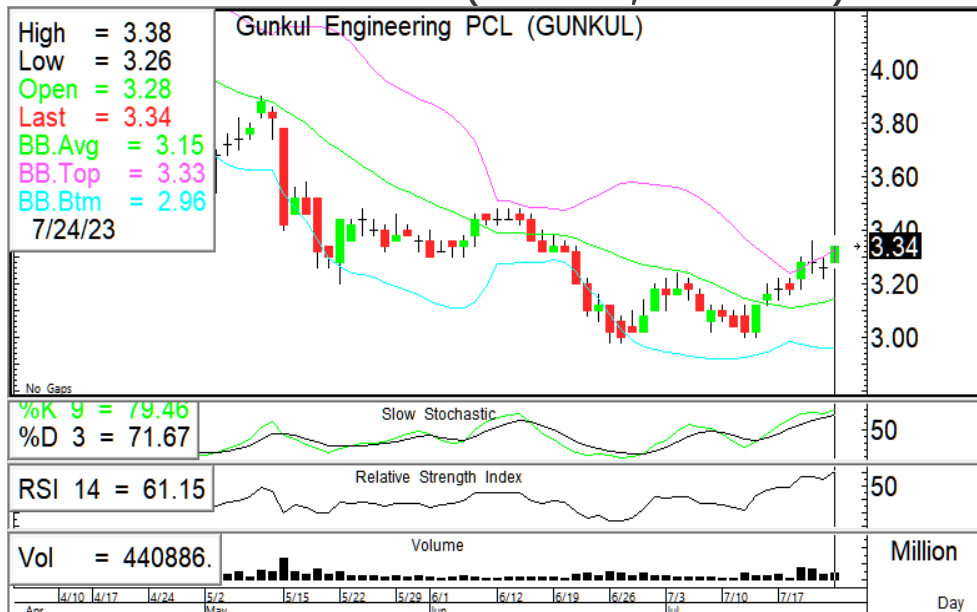 Gunkul Engineering PCL (GUNKUL)
High = 3.38
Low = 3.26
Open = 3.28
Last = 3.34
BB.Avg = 3.15
BB.Top = 3.33
BB.Btm = 2.96
7/24/23
4.00
3.80
3.60
3.40
3.34
3.20
3.00
No Gaps
%K 9 = 79.46
%D 3 = 71.67
Slow Stochastic
50
RSI 14 = 61.15
Relative Strength Index
50
Vol = 440886.
Volume
Million
4/10 4/17 4/24 5/2 5/15 5/22 5/29 6/1 6/12 6/19 6/26 7/3 7/10 7/17
Apr May Jun Jul
Day